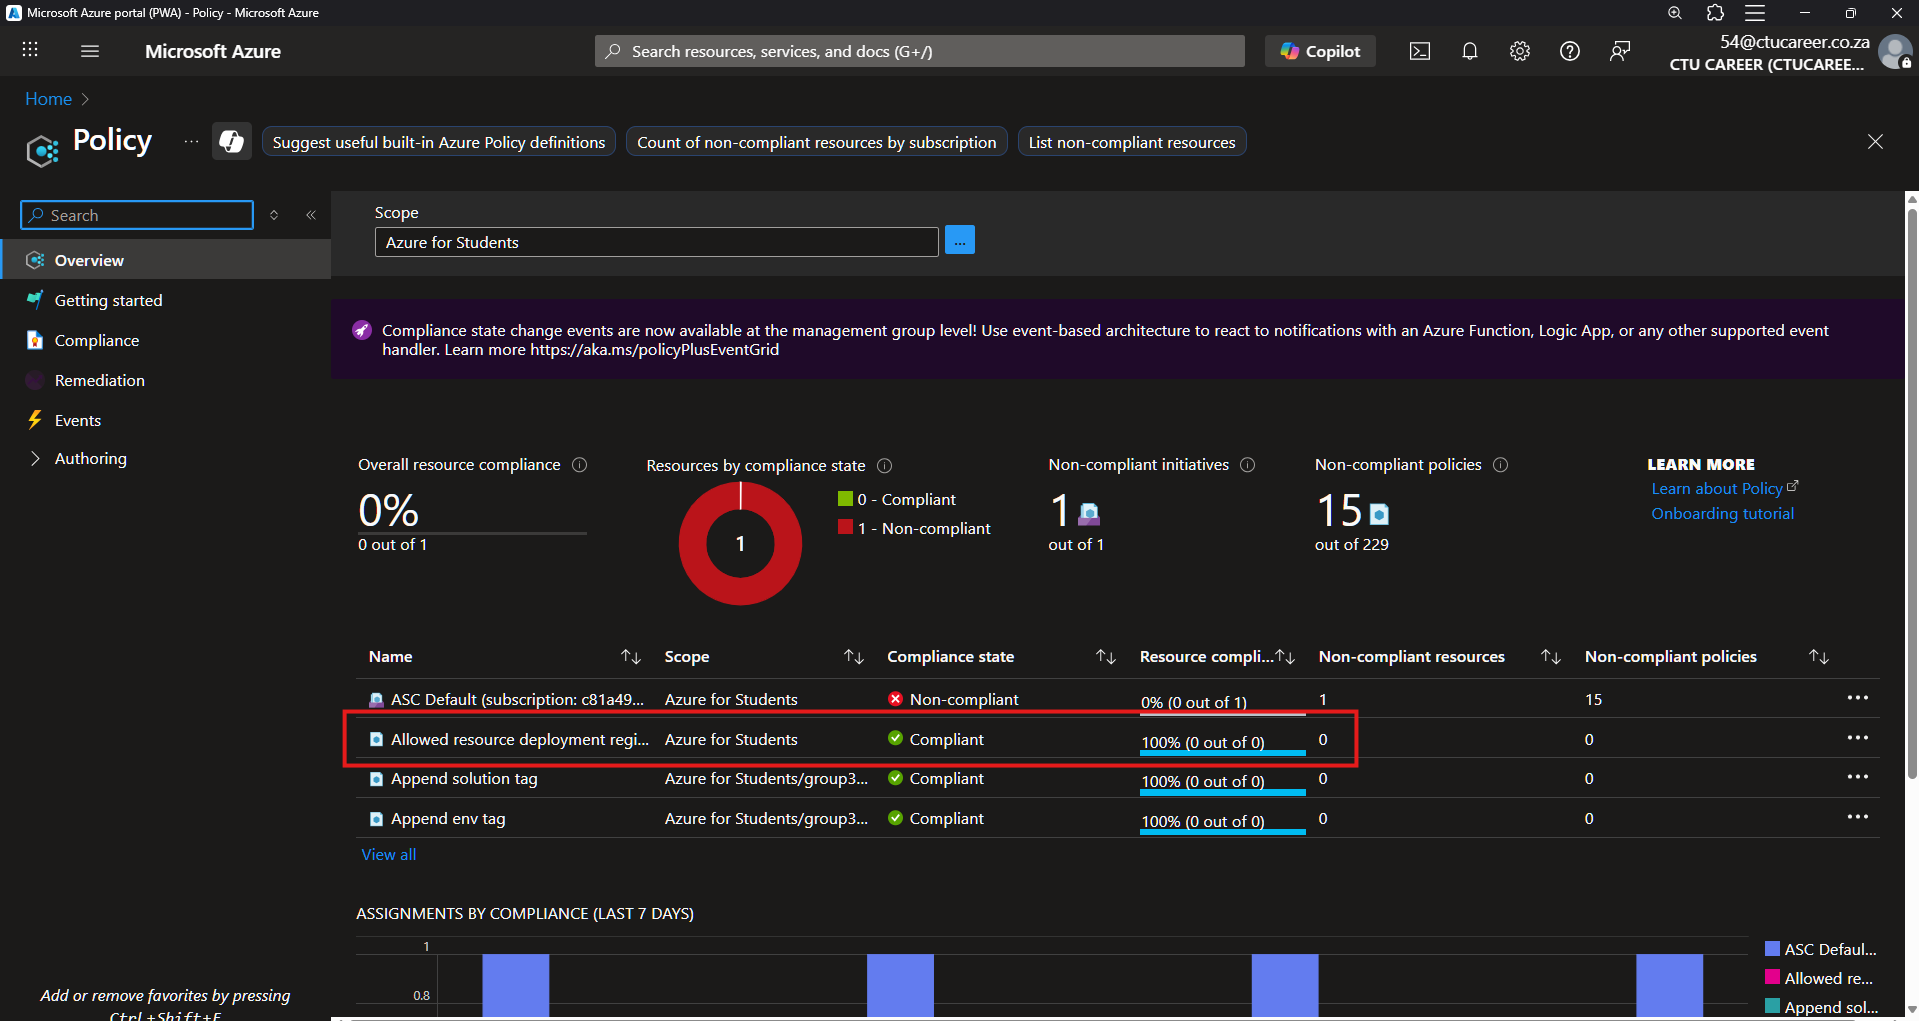 Microsoft Azure portal (PWA) - Policy - Microsoft Azure
Microsoft Azure
Search resources, services, and docs (G+/)
Copilot
54@ctucareer.co.za
CTU CAREER (CTUCAREE...
Home
Policy
...
Suggest useful built-in Azure Policy definitions
Count of non-compliant resources by subscription
List non-compliant resources
Search
Overview
Getting started
Compliance
Remediation
Events
Authoring
Add or remove favorites by pressing
Ctrl+Shift+F
Scope
Azure for Students
...
Compliance state change events are now available at the management group level! Use event-based architecture to react to notifications with an Azure Function, Logic App, or any other supported event
handler. Learn more https://aka.ms/policyPlusEventGrid
Overall resource compliance
0%
0 out of 1
Resources by compliance state
1
0 - Compliant
1 - Non-compliant
Non-compliant initiatives
1
out of 1
Non-compliant policies
15
out of 229
LEARN MORE
Learn about Policy
Onboarding tutorial
Name Scope Compliance state Resource compli... Non-compliant resources Non-compliant policies
ASC Default (subscription: c81a49... Azure for Students Non-compliant 0% (0 out of 1) 1 15 ...
Allowed resource deployment regi... Azure for Students Compliant 100% (0 out of 0) 0 0 ...
Append solution tag Azure for Students/group3... Compliant 100% (0 out of 0) 0 0 ...
Append env tag Azure for Students/group3... Compliant 100% (0 out of 0) 0 0 ...
View all
ASSIGNMENTS BY COMPLIANCE (LAST 7 DAYS)
1
0.8
ASC Defaul...
Allowed re...
Append sol...